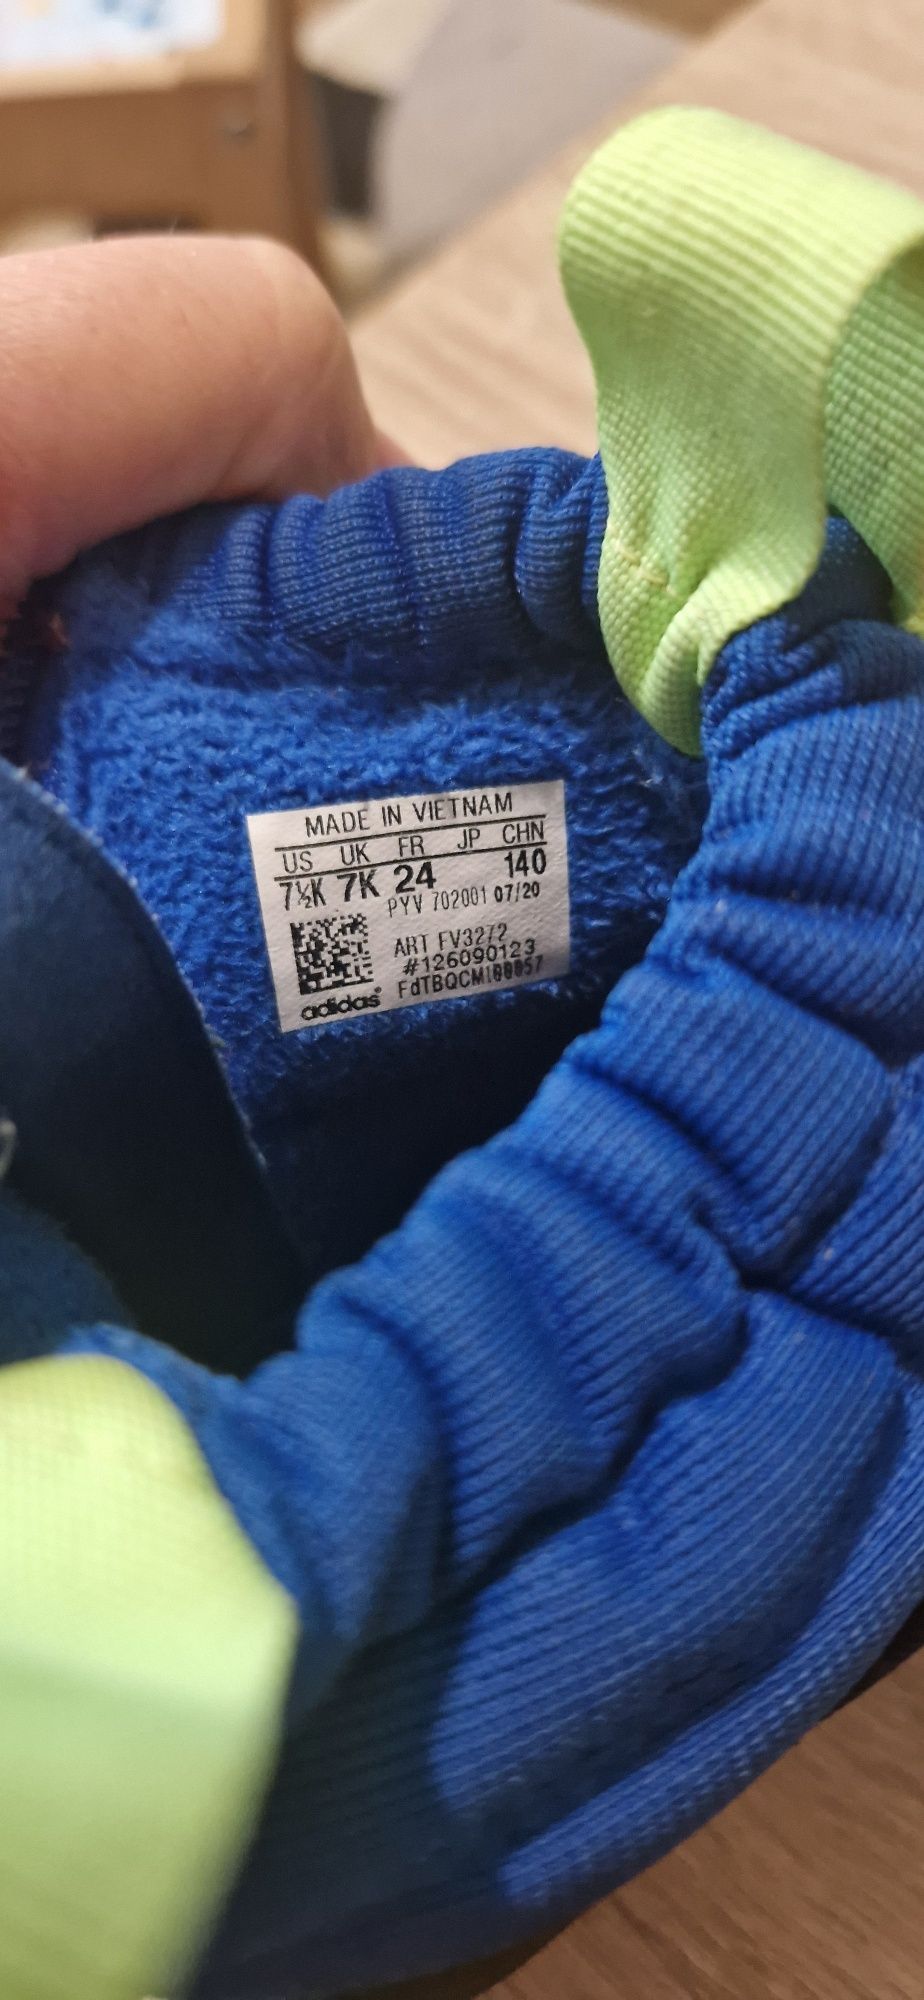 MADE IN VIETNAM
US UK FR JP CHN
7½K 7K 24 140
PYV 702001 07/20
ART FV3272
#126090123
FdTBQCM100057
adidas®